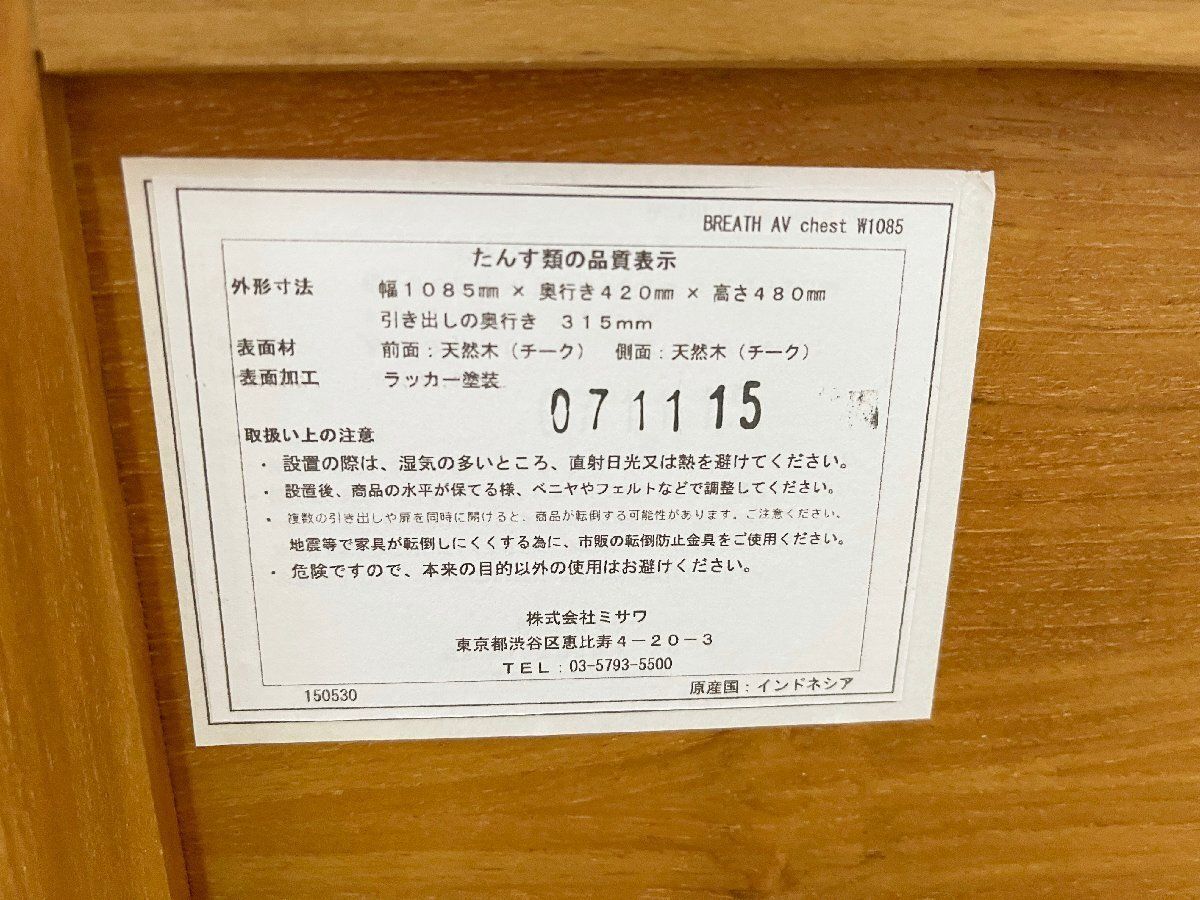 BREATH AV chest W1085
たんす類の品質表示
外形寸法 幅1085㎜ × 奥行き420㎜ × 高さ480㎜
引き出しの奥行き 315mm
表面材 前面:天然木(チーク) 側面:天然木(チーク)
表面加工 ラッカー塗装
071115
取扱い上の注意
・ 設置の際は、湿気の多いところ、直射日光又は熱を避けてください。
・ 設置後、商品の水平が保てる様、ベニヤやフェルトなどで調整してください。
・ 複数の引き出しや扉を同時に開けると、商品が転倒する可能性があります。ご注意ください、
地震等で家具が転倒しにくくする為に、市販の転倒防止金具をご使用ください。
・ 危険ですので、本来の目的以外の使用はお避けください。
株式会社ミサワ
東京都渋谷区恵比寿4-20-3
TEL:03-5793-5500
150530 原産国:インドネシア